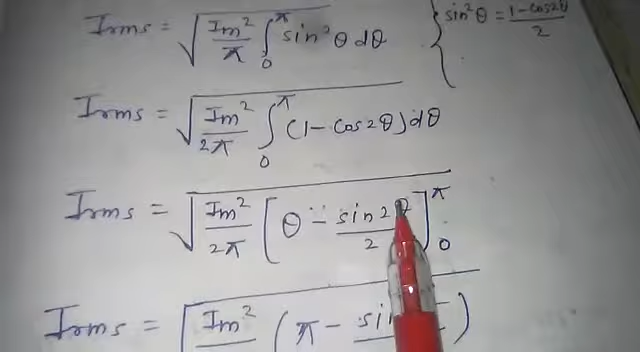 Irms = √(Im²/π ∫₀^π sin²θ dθ) { sin²θ = 1-cos2θ/2
Irms = √(Im²/2π ∫₀^π (1-cos2θ) dθ)
Irms = √(Im²/2π [θ - sin2θ/2]₀^π)
Irms = √(Im² (π - sin)